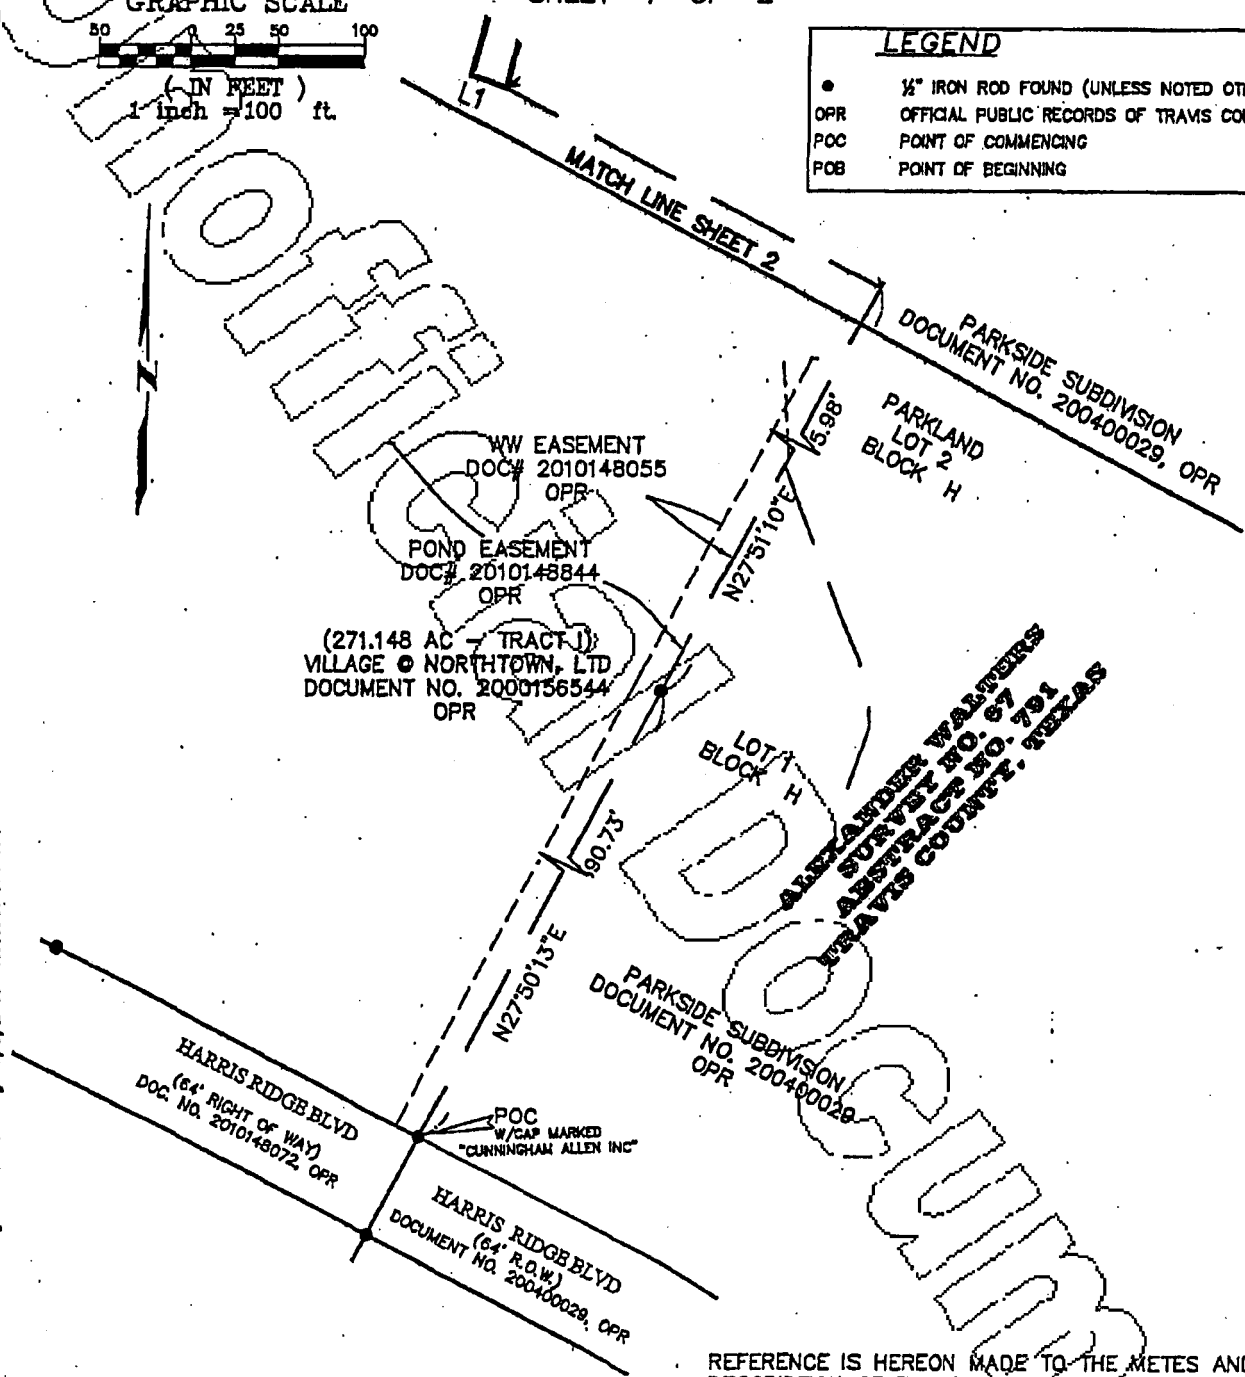 GRAPHIC SCALE
50 0 25 50 100
( IN FEET )
1 inch = 100 ft.
L1
MATCH LINE SHEET 2
LEGEND
½" IRON ROD FOUND (UNLESS NOTED
OPR OFFICIAL PUBLIC RECORDS OF TRAVIS
POC POINT OF COMMENCING
POB POINT OF BEGINNING
N
PARKSIDE SUBDIVISION
DOCUMENT NO. 200400029, OPR
PARKLAND
LOT 2
BLOCK H
5.98'
N27°51'10"E
WW EASEMENT
DOC# 2010148055
OPR
POND EASEMENT
DOC# 2010148844
OPR
(271.148 AC - TRACT I)
VILLAGE @ NORTHTOWN, LTD
DOCUMENT NO. 2000156544
OPR
LOT 1
BLOCK H
ALEXANDER WALTERS
SURVEY NO. 67
ABSTRACT NO. 791
TRAVIS COUNTY, TEXAS
90.73'
N27°50'13"E
PARKSIDE SUBDIVISION
DOCUMENT NO. 200400029
OPR
HARRIS RIDGE BLVD
(64' RIGHT OF WAY)
DOC. NO. 2010148072, OPR
POC
W/CAP MARKED
"CUNNINGHAM ALLEN INC"
HARRIS RIDGE BLVD
(64' R.O.W.)
DOCUMENT NO. 200400029, OPR
REFERENCE IS HEREON MADE TO THE METES AND
Unofficial Docum